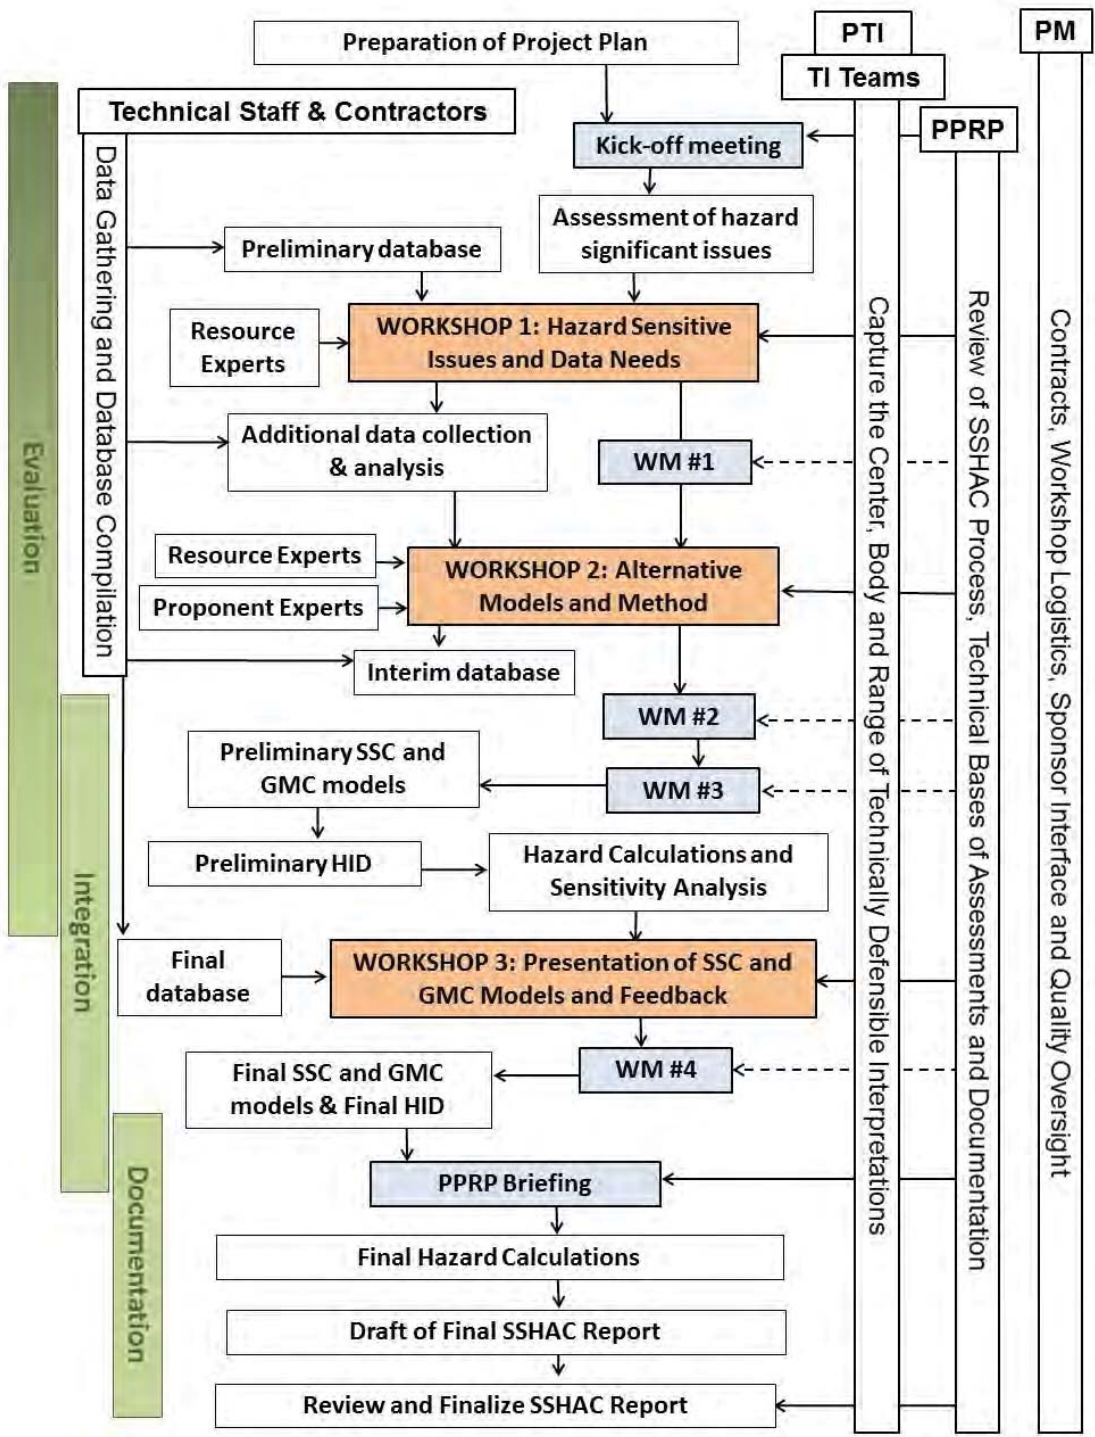 Preparation of Project Plan
PTI
TI Teams
PM
PPRP
Technical Staff & Contractors
Kick-off meeting
Assessment of hazard
significant issues
Preliminary database
Resource
Experts
WORKSHOP 1: Hazard Sensitive
Issues and Data Needs
Additional data collection
& analysis
WM #1
Resource Experts
Proponent Experts
WORKSHOP 2: Alternative
Models and Method
Interim database
WM #2
Preliminary SSC and
GMC models
WM #3
Preliminary HID
Hazard Calculations and
Sensitivity Analysis
Final
database
WORKSHOP 3: Presentation of SSC and
GMC Models and Feedback
WM #4
Final SSC and GMC
models & Final HID
PPRP Briefing
Final Hazard Calculations
Draft of Final SSHAC Report
Review and Finalize SSHAC Report
Evaluation
Integration
Documentation
Data Gathering and Database Compilation
Capture the Center, Body and Range of Technically Defensible Interpretations
Review of SSHAC Process, Technical Bases of Assessments and Documentation
Contracts, Workshop Logistics, Sponsor Interface and Quality Oversight